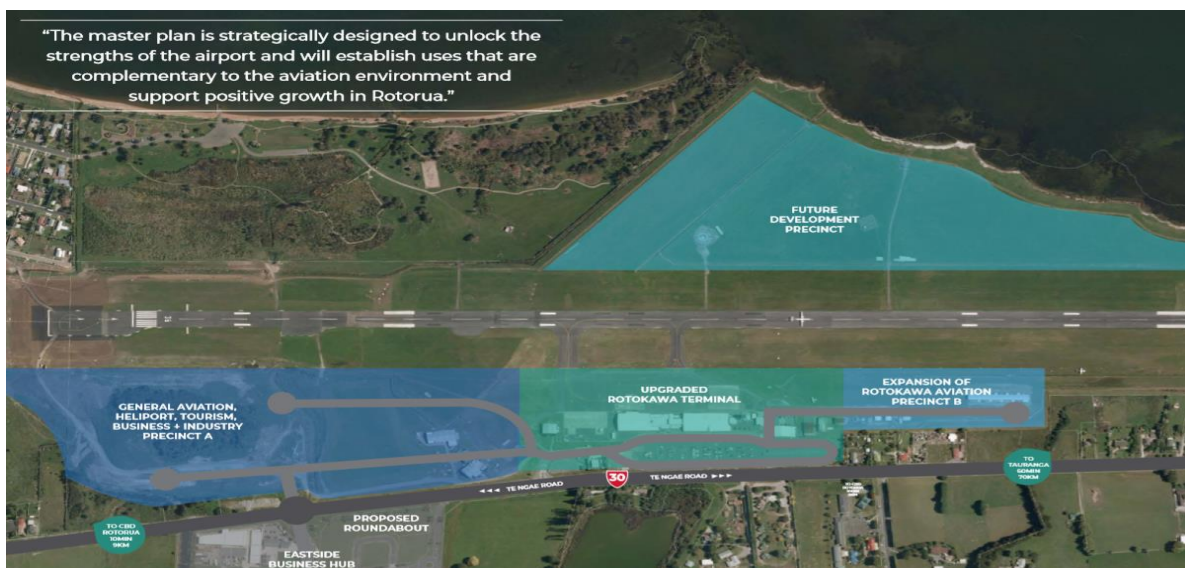 “The master plan is strategically designed to unlock the
strengths of the airport and will establish uses that are
complementary to the aviation environment and
support positive growth in Rotorua.”
FUTURE
DEVELOPMENT
PRECINCT
GENERAL AVIATION,
HELIPORT, TOURISM,
BUSINESS + INDUSTRY
PRECINCT A
UPGRADED
ROTOKAWA TERMINAL
EXPANSION OF
ROTOKAWA AVIATION
PRECINCT B
◄◄◄ TE NGAE ROAD
30
TE NGAE ROAD ►►►
TO
TAURANGA
50MIN
70KM
TO CBD
ROTORUA
10MIN
9KM
PROPOSED
ROUNDABOUT
EASTSIDE
BUSINESS HUB